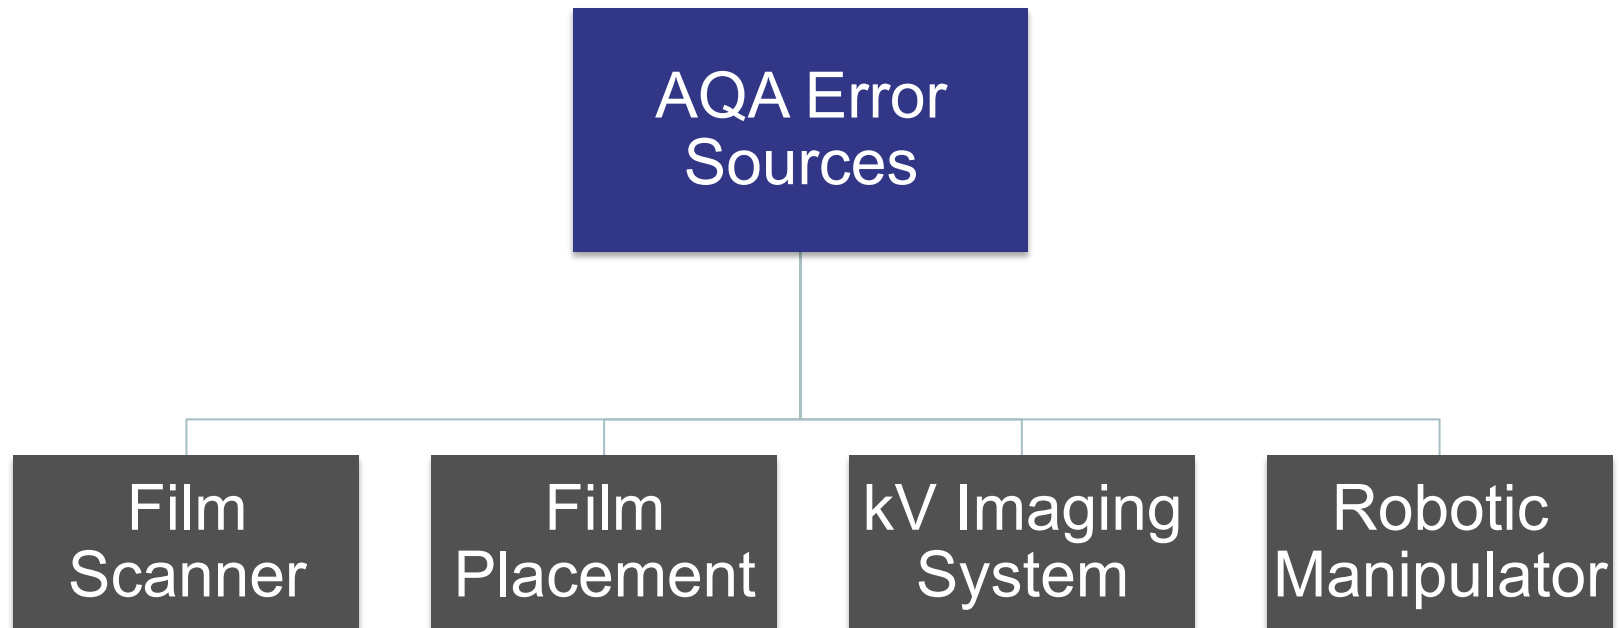 AQA Error
Sources
Film
Scanner
Film
Placement
kV Imaging
System
Robotic
Manipulator